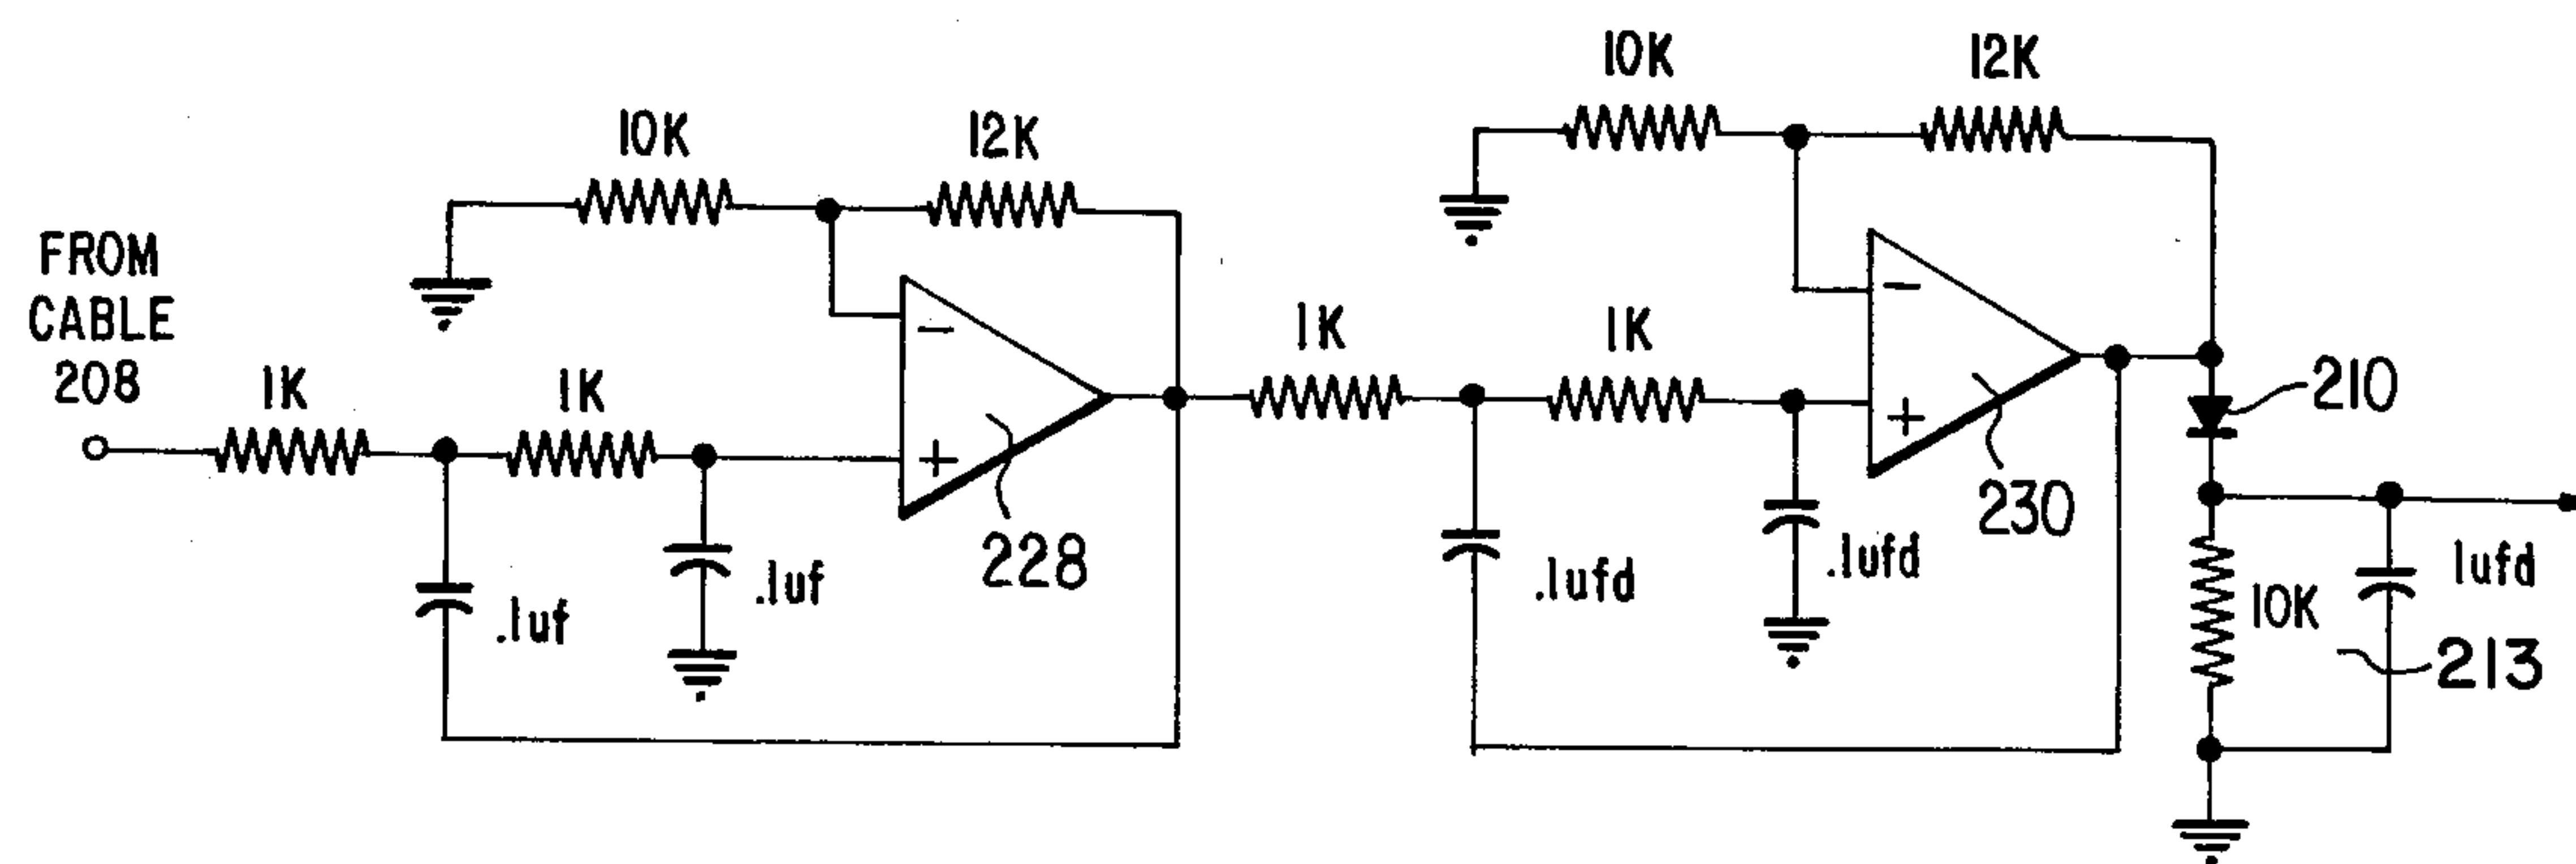 10K
12K
10K
12K
FROM
CABLE
208
1K
1K
1K
1K
−
+
228
−
+
230
210
.1uf
.1uf
.1ufd
.1ufd
10K
1ufd
213